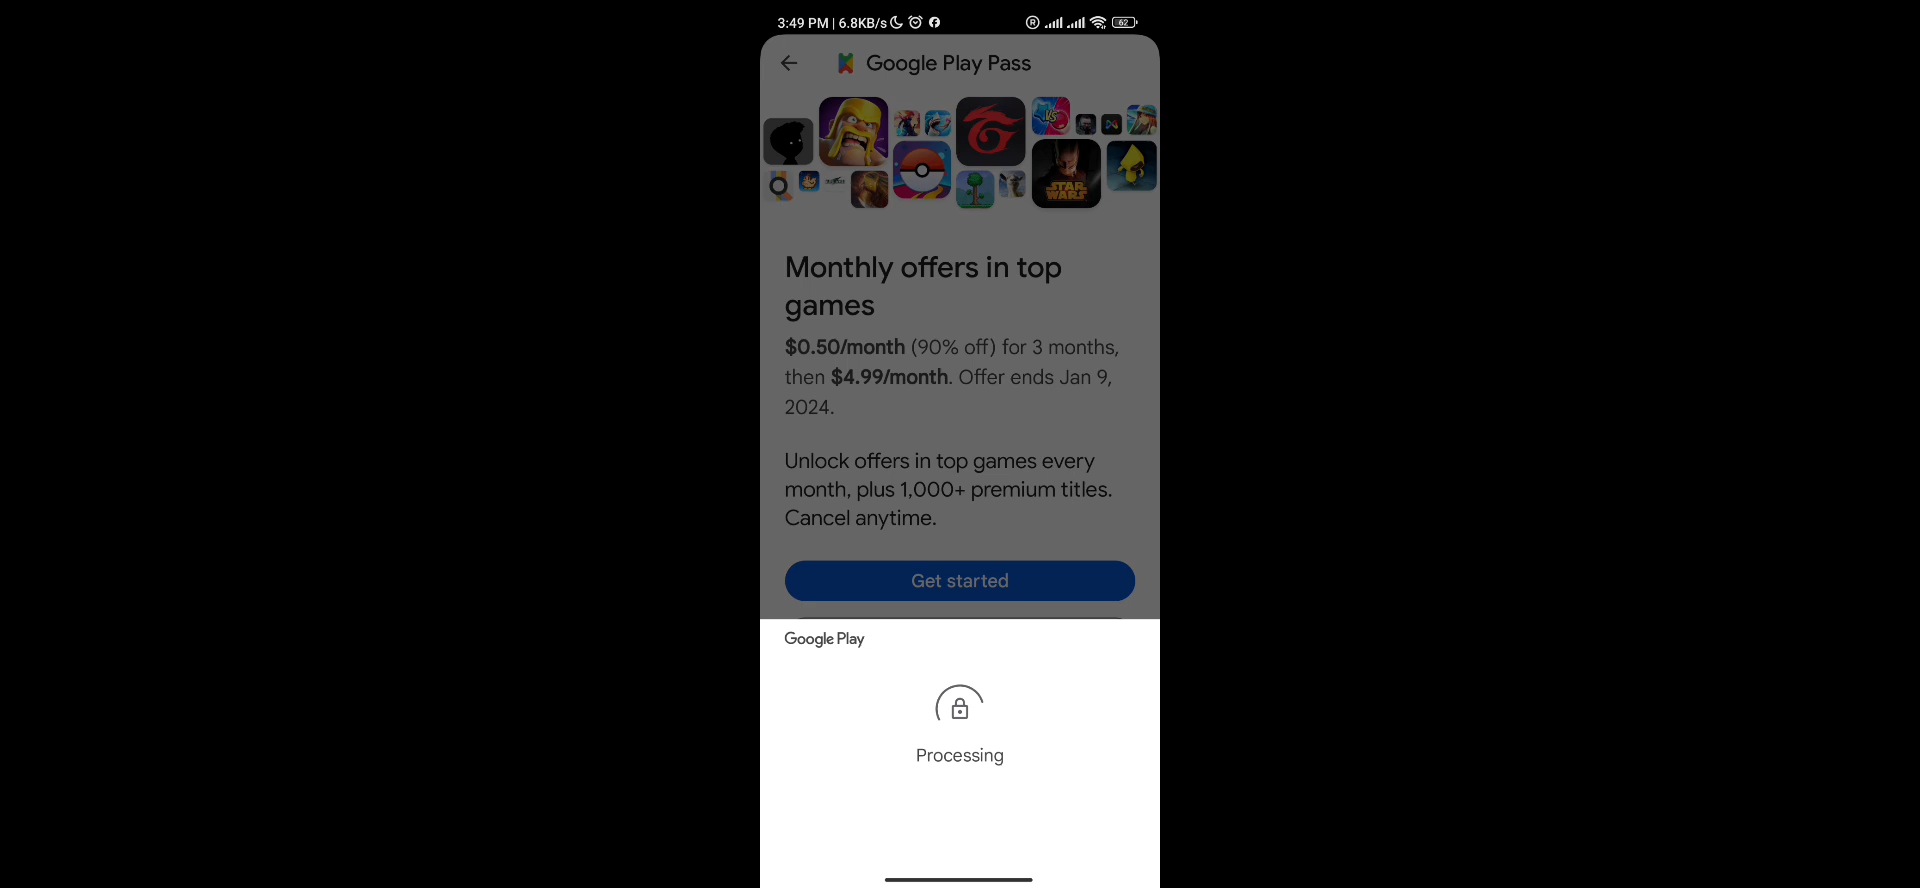 3:49 PM | 6.8KB/s
R
62
Google Play Pass
VS
STAR
WARS
Monthly offers in top
games
$0.50/month (90% off) for 3 months,
then $4.99/month. Offer ends Jan 9,
2024.
Unlock offers in top games every
month, plus 1,000+ premium titles.
Cancel anytime.
Get started
Google Play
Processing